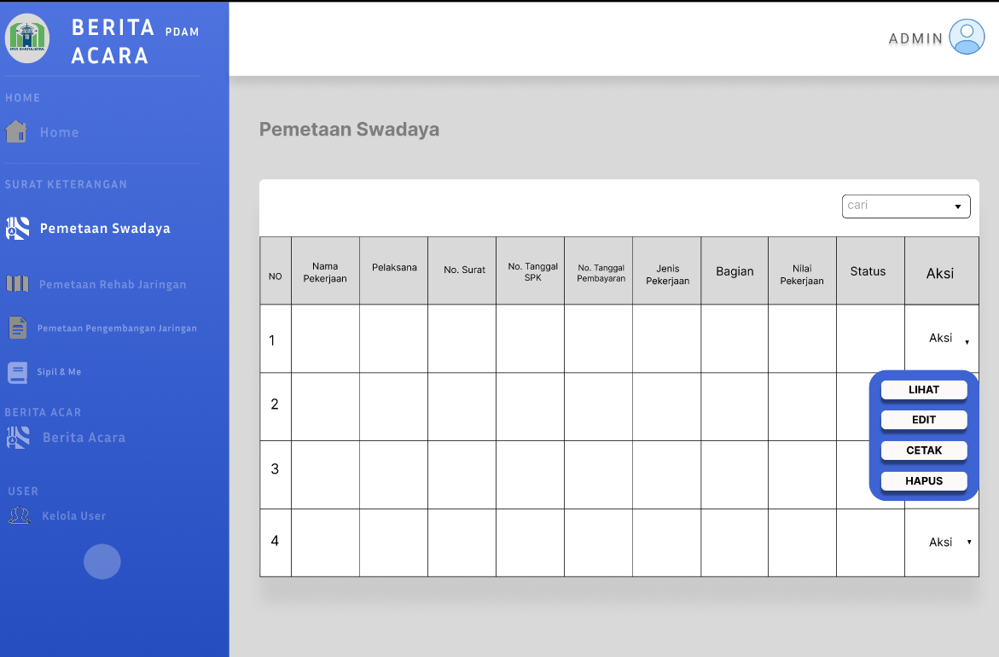 BERITA PDAM
ACARA
ADMIN
HOME
Home
SURAT KETERANGAN
Pemetaan Swadaya
Pemetaan Rehab Jaringan
Pemetaan Pengembangan Jaringan
Sipil & Me
BERITA ACAR
Berita Acara
USER
Kelola User
Pemetaan Swadaya
cari
NO
Nama
Pekerjaan
Pelaksana
No. Surat
No. Tanggal
SPK
No. Tanggal
Pembayaran
Jenis
Pekerjaan
Bagian
Nilai
Pekerjaan
Status
Aksi
1
Aksi
2
3
4
Aksi
LIHAT
EDIT
CETAK
HAPUS